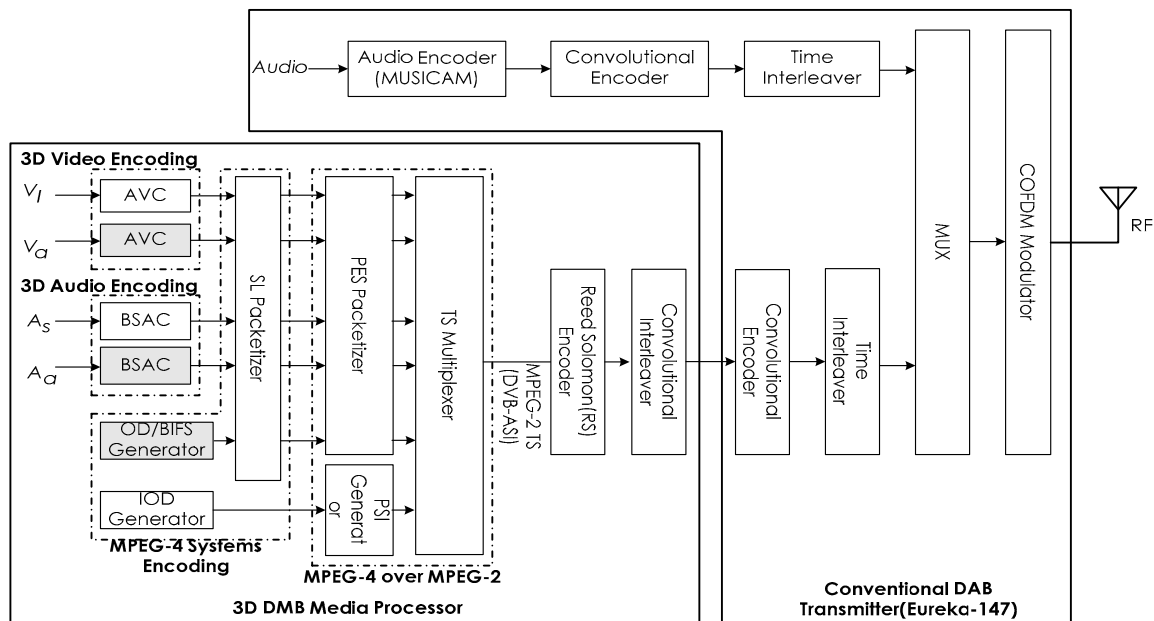 Audio
Audio Encoder
(MUSICAM)
Convolutional
Encoder
Time
Interleaver
3D Video Encoding
V_l
AVC
V_a
AVC
3D Audio Encoding
A_s
BSAC
A_a
BSAC
OD/BIFS
Generator
IOD
Generator
MPEG-4 Systems
Encoding
SL Packetizer
PES Packetizer
PSI
Generat
or
TS Multiplexer
MPEG-4 over MPEG-2
3D DMB Media Processor
MPEG-2 TS
(DVB-ASI)
Reed Solomon(RS)
Encoder
Convolutional
Interleaver
Convolutional
Encoder
Time
Interleaver
MUX
COFDM Modulator
RF
Conventional DAB
Transmitter(Eureka-147)